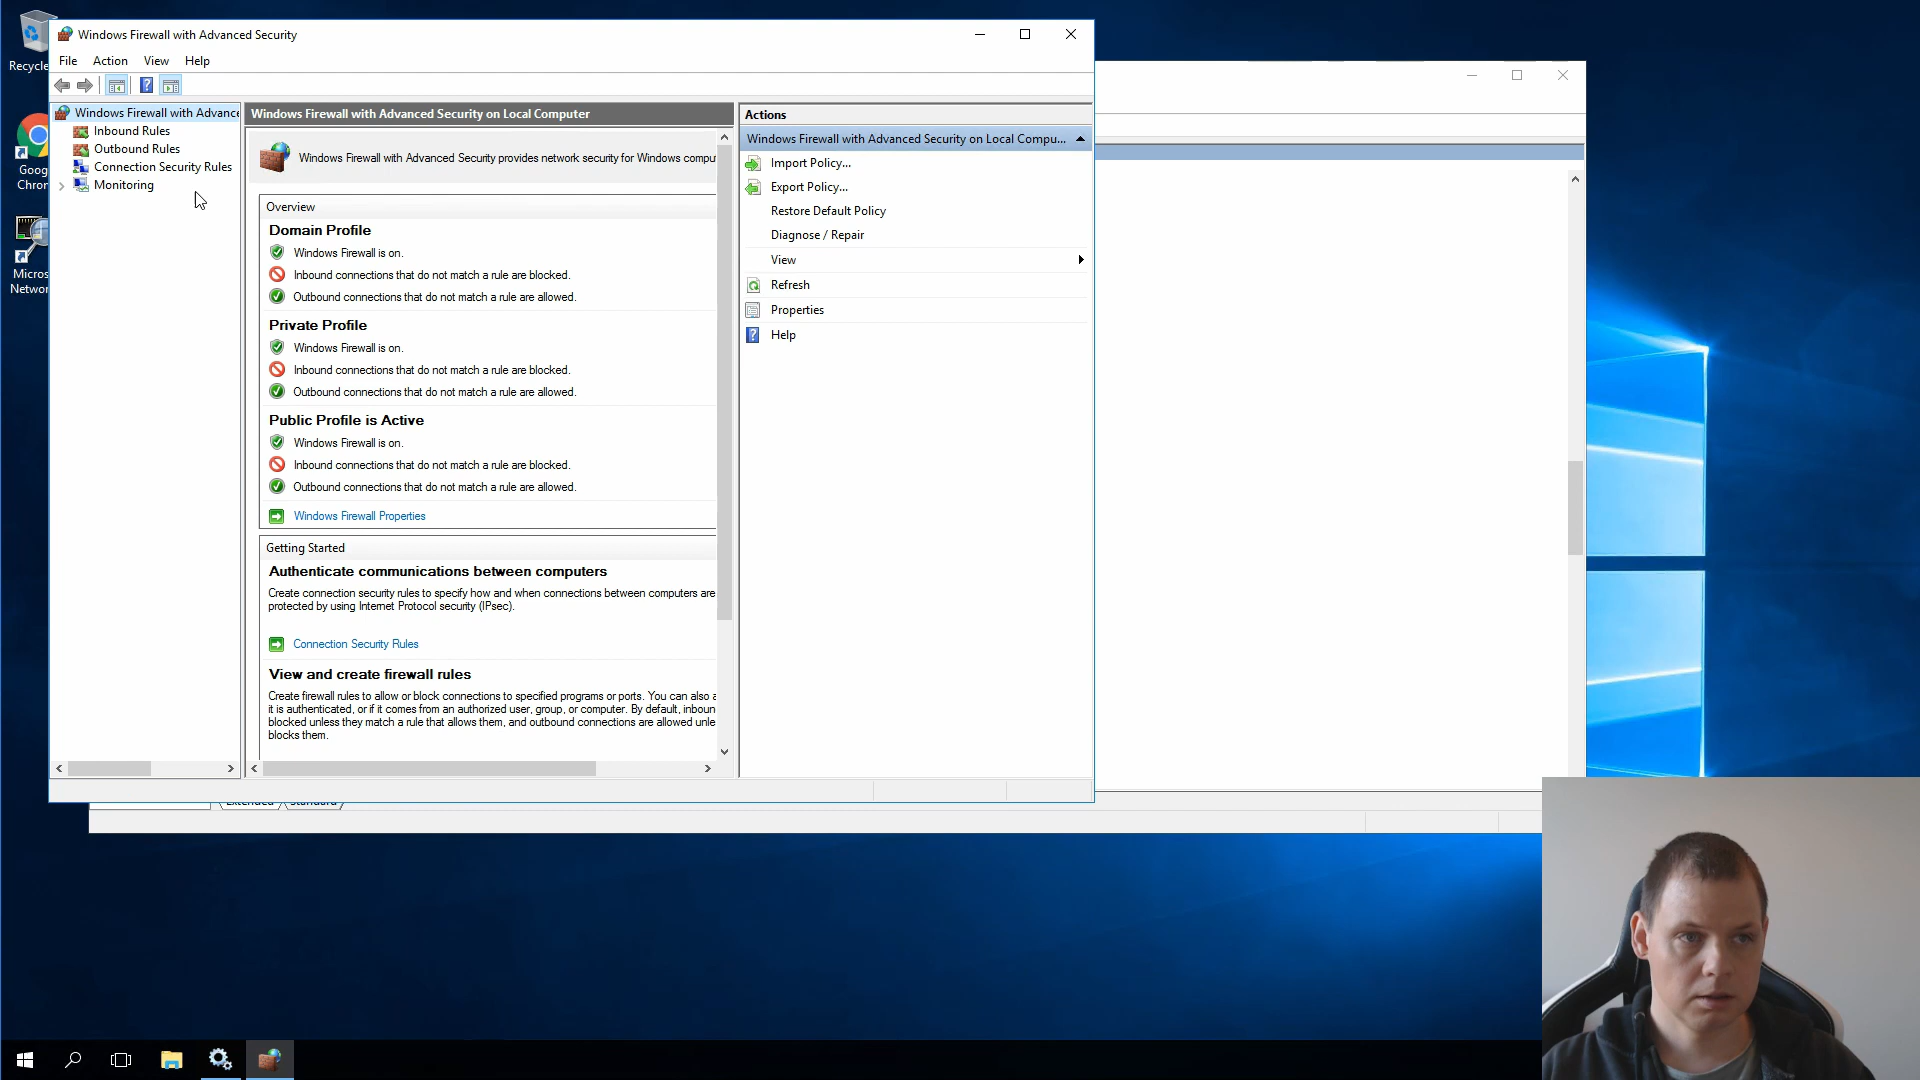 Recycle
Windows Firewall with Advanced Security
File Action View Help
Windows Firewall with Advance
Inbound Rules
Outbound Rules
Connection Security Rules
Monitoring
Goog
Chron
Micros
Networ
Windows Firewall with Advanced Security on Local Computer
Windows Firewall with Advanced Security provides network security for Windows compu
Overview
Domain Profile
Windows Firewall is on.
Inbound connections that do not match a rule are blocked.
Outbound connections that do not match a rule are allowed.
Private Profile
Windows Firewall is on.
Inbound connections that do not match a rule are blocked.
Outbound connections that do not match a rule are allowed.
Public Profile is Active
Windows Firewall is on.
Inbound connections that do not match a rule are blocked.
Outbound connections that do not match a rule are allowed.
Windows Firewall Properties
Getting Started
Authenticate communications between computers
Create connection security rules to specify how and when connections between computers are
protected by using Internet Protocol security (IPsec).
Connection Security Rules
View and create firewall rules
Create firewall rules to allow or block connections to specified programs or ports. You can also a
it is authenticated, or if it comes from an authorized user, group, or computer. By default, inboun
blocked unless they match a rule that allows them, and outbound connections are allowed unle
blocks them.
Actions
Windows Firewall with Advanced Security on Local Compu...
Import Policy...
Export Policy...
Restore Default Policy
Diagnose / Repair
View
Refresh
Properties
Help
Extended Standard